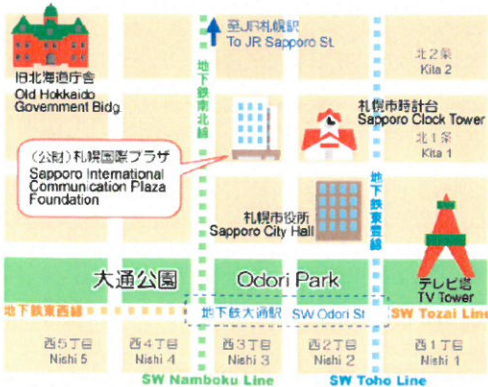 至JR札幌駅
To JR Sapporo St.
北2条
Kita 2
旧北海道庁舎
Old Hokkaido
Government Bldg.
地下鉄南北線
札幌市時計台
Sapporo Clock Tower
北1条
Kita 1
(公財)札幌国際プラザ
Sapporo International
Communication Plaza
Foundation
地下鉄東豊線
札幌市役所
Sapporo City Hall
大通公園
Odori Park
テレビ塔
TV Tower
地下鉄東西線
地下鉄大通駅 SW Odori St
SW Tozai Line
西5丁目
Nishi 5
西4丁目
Nishi 4
西3丁目
Nishi 3
西2丁目
Nishi 2
西1丁目
Nishi 1
SW Namboku Line
SW Toho Line